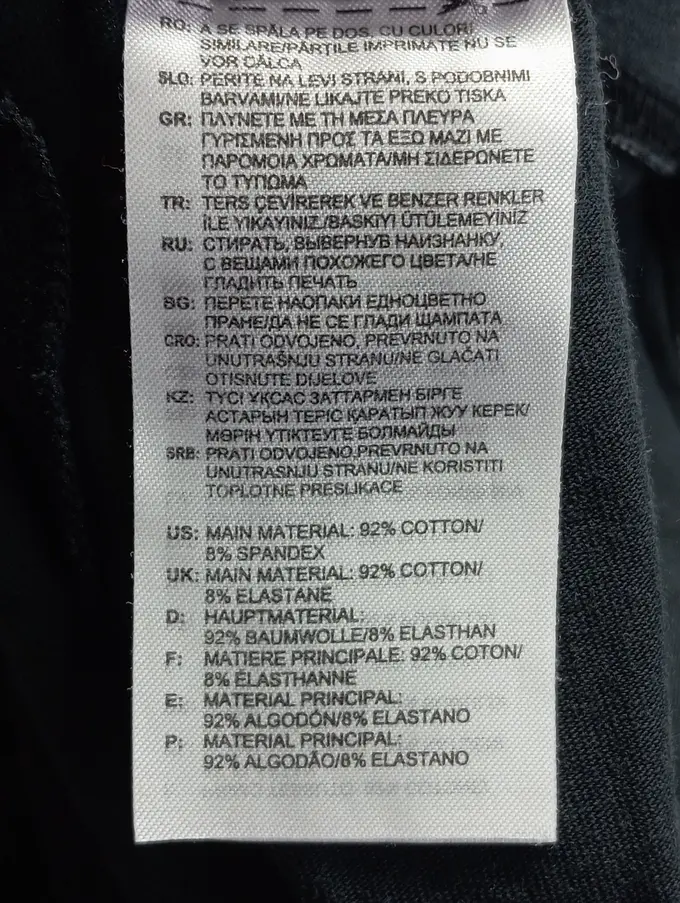 RO: A SE SPĂLA PE DOS, CU CULORI
SIMILARE/PĂRŢILE IMPRIMATE NU SE
VOR CĂLCA
SLO: PERITE NA LEVI STRANI, S PODOBNIMI
BARVAMI/NE LIKAJTE PREKO TISKA
GR: ΠΛΥΝΕΤΕ ΜΕ ΤΗ ΜΕΣΑ ΠΛΕΥΡΑ
ΓΥΡΙΣΜΕΝΗ ΠΡΟΣ ΤΑ ΕΞΩ ΜΑΖΙ ΜΕ
ΠΑΡΟΜΟΙΑ ΧΡΩΜΑΤΑ/ΜΗ ΣΙΔΕΡΩΝΕΤΕ
ΤΟ ΤΥΠΩΜΑ
TR: TERS ÇEVİREREK VE BENZER RENKLER
İLE YIKAYINIZ./BASKIYI ÜTÜLEMEYİNİZ
RU: СТИРАТЬ, ВЫВЕРНУВ НАИЗНАНКУ,
С ВЕЩАМИ ПОХОЖЕГО ЦВЕТА/НЕ
ГЛАДИТЬ ПЕЧАТЬ
BG: ПЕРЕТЕ НАОПАКИ ЕДНОЦВЕТНО
ПРАНЕ/ДА НЕ СЕ ГЛАДИ ЩАМПАТА
CRO: PRATI ODVOJENO, PREVRNUTO NA
UNUTRAŠNJU STRANU/NE GLAČATI
OTISNUTE DIJELOVE
KZ: ТҮСІ ҰҚСАС ЗАТТАРМЕН БІРГЕ
АСТАРЫН ТЕРІС ҚАРАТЫП ЖУУ КЕРЕК/
МӨРІН ҮТІКТЕУГЕ БОЛМАЙДЫ
SRB: PRATI ODVOJENO,PREVRNUTO NA
UNUTRASNJU STRANU/NE KORISTITI
TOPLOTNE PRESLIKACE
US: MAIN MATERIAL: 92% COTTON/
8% SPANDEX
UK: MAIN MATERIAL: 92% COTTON/
8% ELASTANE
D: HAUPTMATERIAL:
92% BAUMWOLLE/8% ELASTHAN
F: MATIERE PRINCIPALE: 92% COTON/
8% ÉLASTHANNE
E: MATERIAL PRINCIPAL:
92% ALGODÓN/8% ELASTANO
P: MATERIAL PRINCIPAL:
92% ALGODÃO/8% ELASTANO